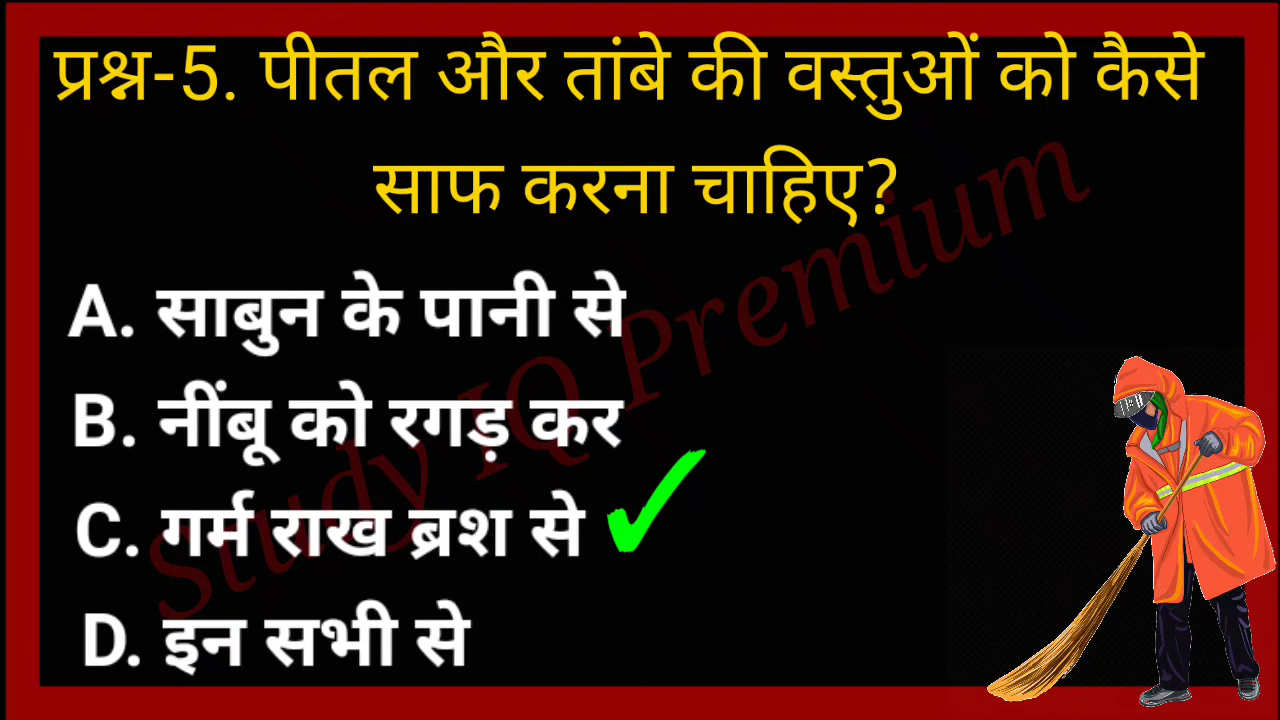 प्रश्न-5. पीतल और तांबे की वस्तुओं को कैसे
साफ करना चाहिए?
A. साबुन के पानी से
B. नींबू को रगड़ कर
C. गर्म राख ब्रश से
D. इन सभी से
Study IQ Premium